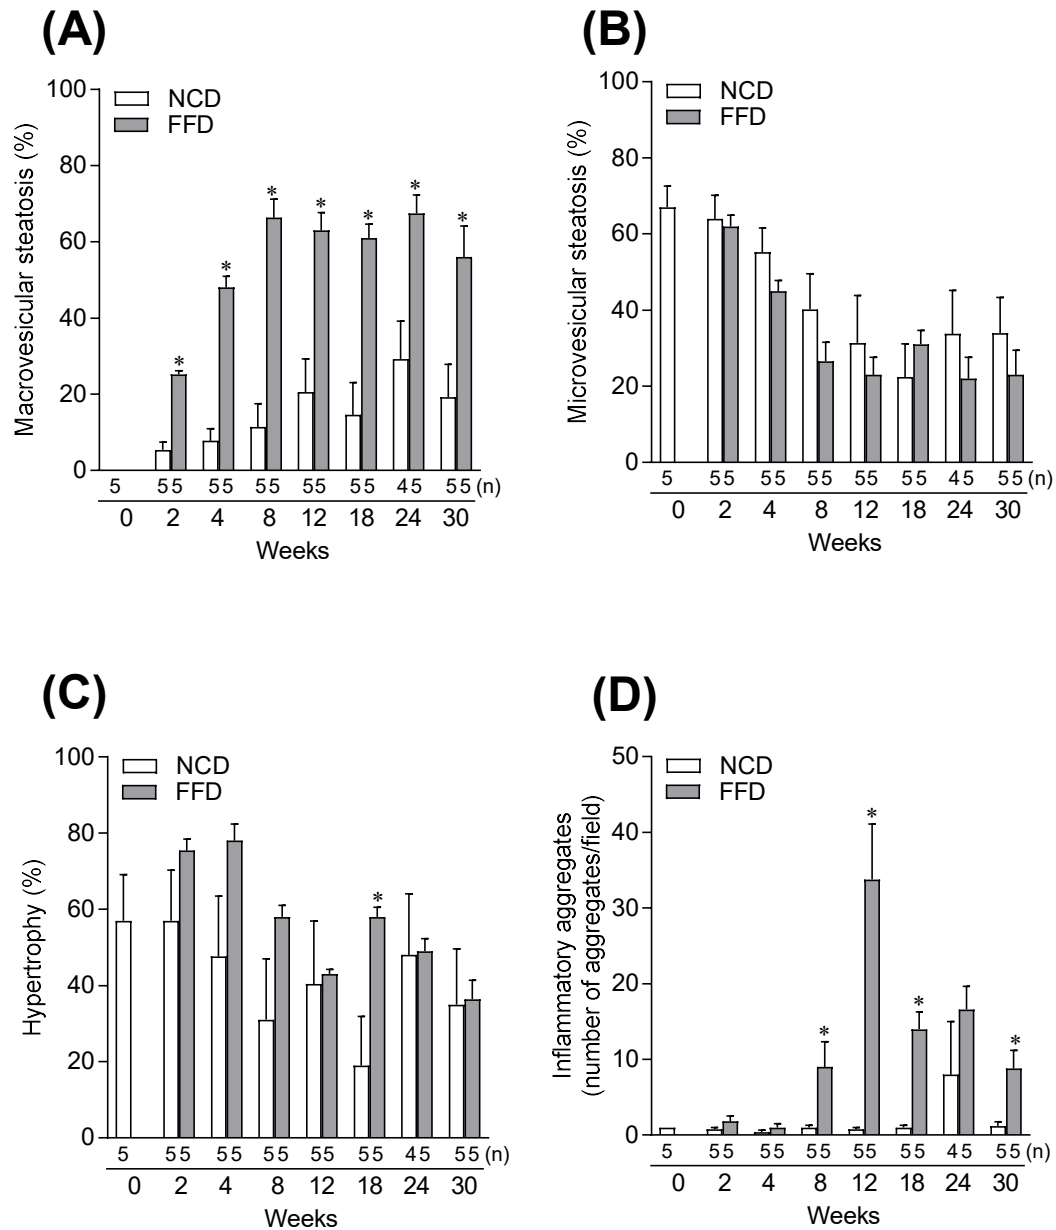 (A)
Macrovesicular steatosis (%)
100
80
60
40
20
0
NCD
FFD
* * * * * * *
5 55 55 55 55 55 45 55 (n)
0 2 4 8 12 18 24 30
Weeks
(B)
Microvesicular steatosis (%)
100
80
60
40
20
0
NCD
FFD
5 55 55 55 55 55 45 55 (n)
0 2 4 8 12 18 24 30
Weeks
(C)
Hypertrophy (%)
100
80
60
40
20
0
NCD
FFD
*
5 55 55 55 55 55 45 55 (n)
0 2 4 8 12 18 24 30
Weeks
(D)
Inflammatory aggregates
(number of aggregates/field)
50
40
30
20
10
0
NCD
FFD
* * * *
5 55 55 55 55 55 45 55 (n)
0 2 4 8 12 18 24 30
Weeks